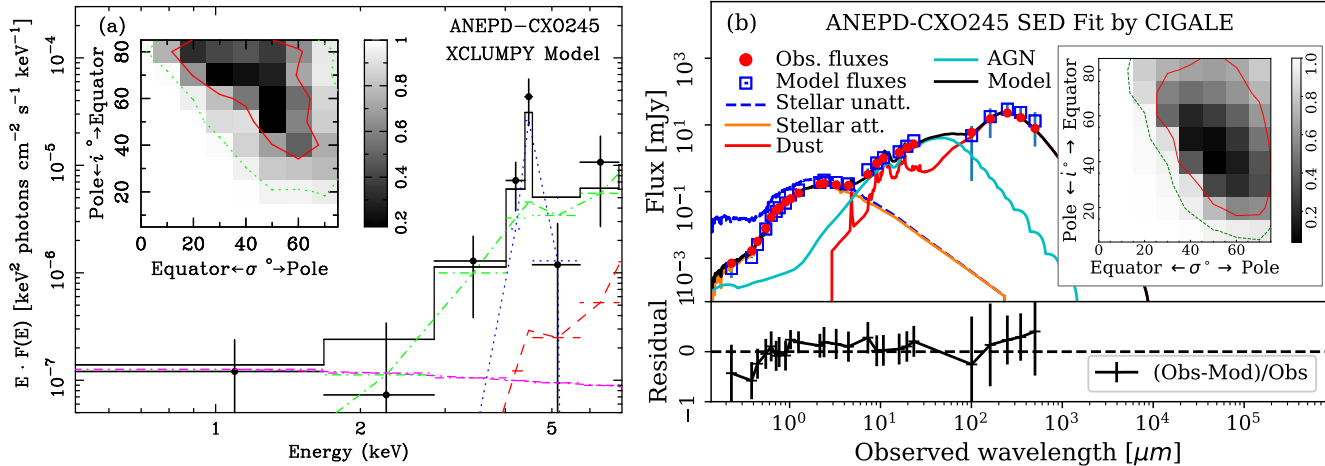 (a)
ANEPD-CXO245
XCLUMPY Model
E · F(E) [keV² photons cm⁻² s⁻¹ keV⁻¹]
10⁻⁴
10⁻⁵
10⁻⁶
10⁻⁷
Pole←i °→Equator
80
60
40
20
0 20 40 60
Equator←σ °→Pole
1
0.8
0.6
0.4
0.2
1 2 5
Energy (keV)
(b) ANEPD-CXO245 SED Fit by CIGALE
Flux [mJy]
10³
10¹
10⁻¹
10⁻³
Obs. fluxes
Model fluxes
Stellar unatt.
Stellar att.
Dust
AGN
Model
Pole ← i° → Equator
80
60
40
20
0
0 20 40 60
Equator ←σ° → Pole
1.0
0.8
0.6
0.4
0.2
0.0
Residual
0
−1
(Obs-Mod)/Obs
10⁰ 10¹ 10² 10³ 10⁴ 10⁵
Observed wavelength [μm]